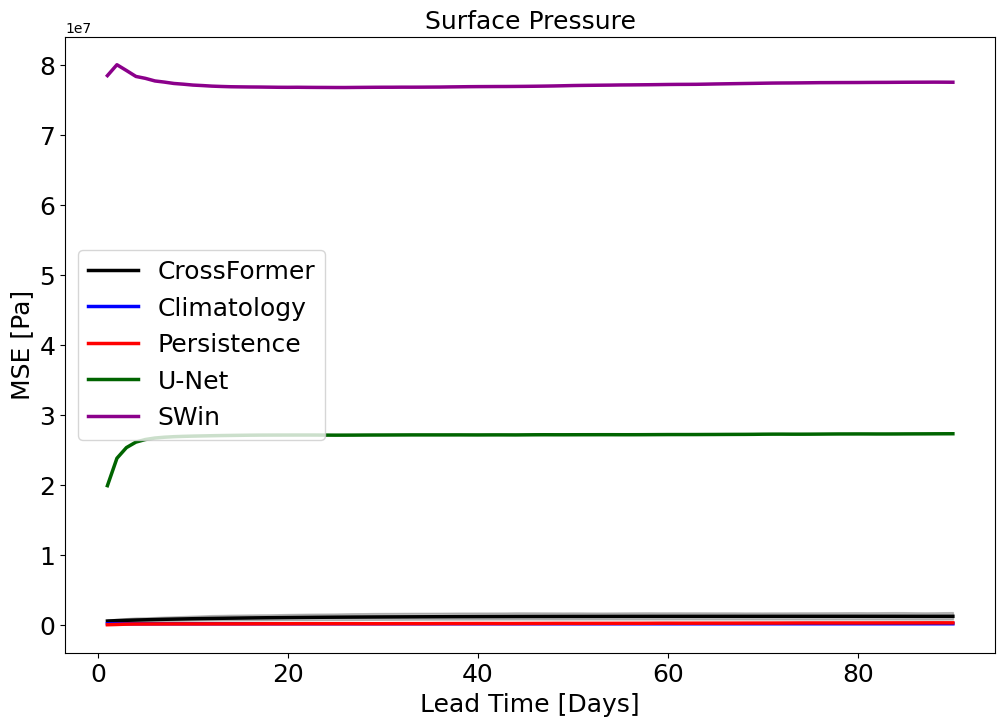 Surface Pressure
1e7
8
7
6
5
4
3
2
1
0
MSE [Pa]
CrossFormer
Climatology
Persistence
U-Net
SWin
0 20 40 60 80
Lead Time [Days]